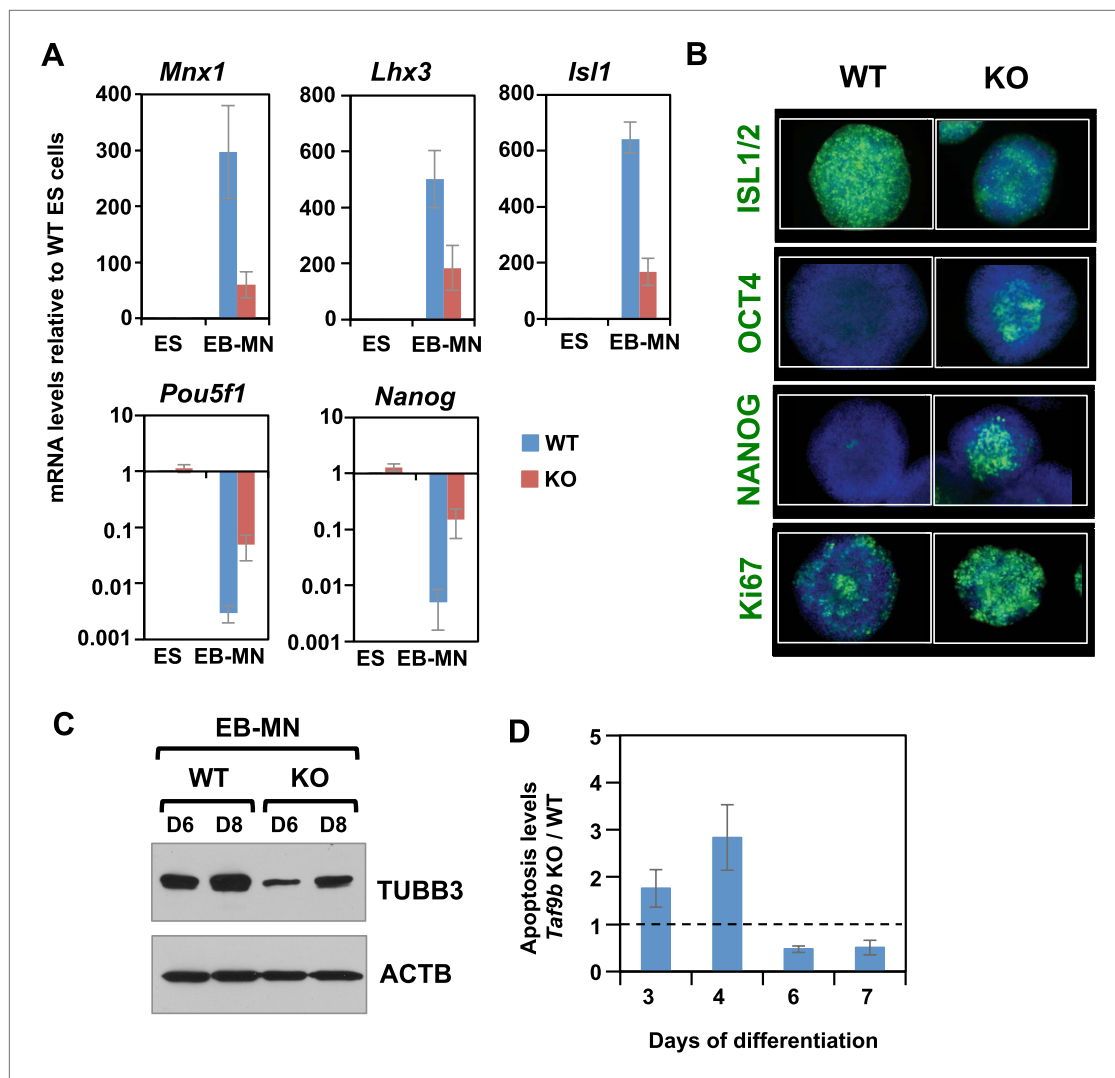 A
mRNA levels relative to WT ES cells
Mnx1
400
300
200
100
0
ES EB-MN
Lhx3
800
600
400
200
0
ES EB-MN
Isl1
800
600
400
200
0
ES EB-MN
Pou5f1
10
1
0.1
0.01
0.001
ES EB-MN
Nanog
10
1
0.1
0.01
0.001
ES EB-MN
WT
KO
B
WT KO
ISL1/2
OCT4
NANOG
Ki67
C
EB-MN
WT KO
D6 D8 D6 D8
TUBB3
ACTB
D
Apoptosis levels
Taf9b KO / WT
5
4
3
2
1
0
3 4 6 7
Days of differentiation